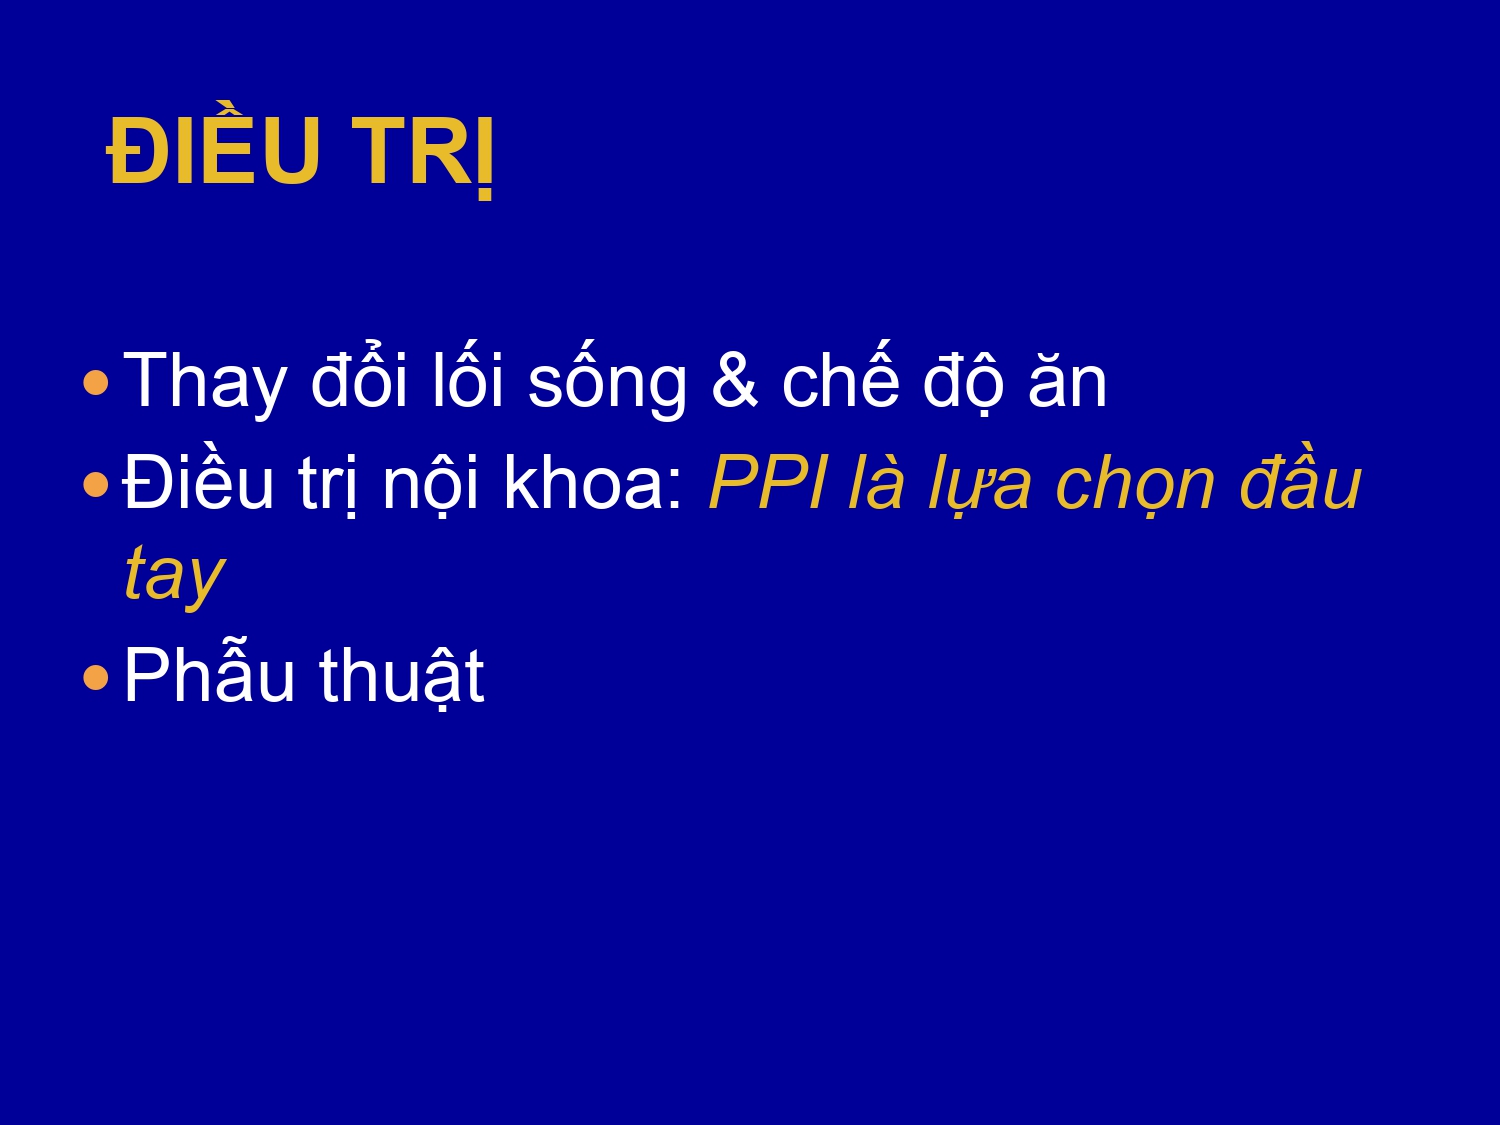 ĐIỀU TRỊ
• Thay đổi lối sống & chế độ ăn
• Điều trị nội khoa: PPI là lựa chọn đầu
tay
• Phẫu thuật